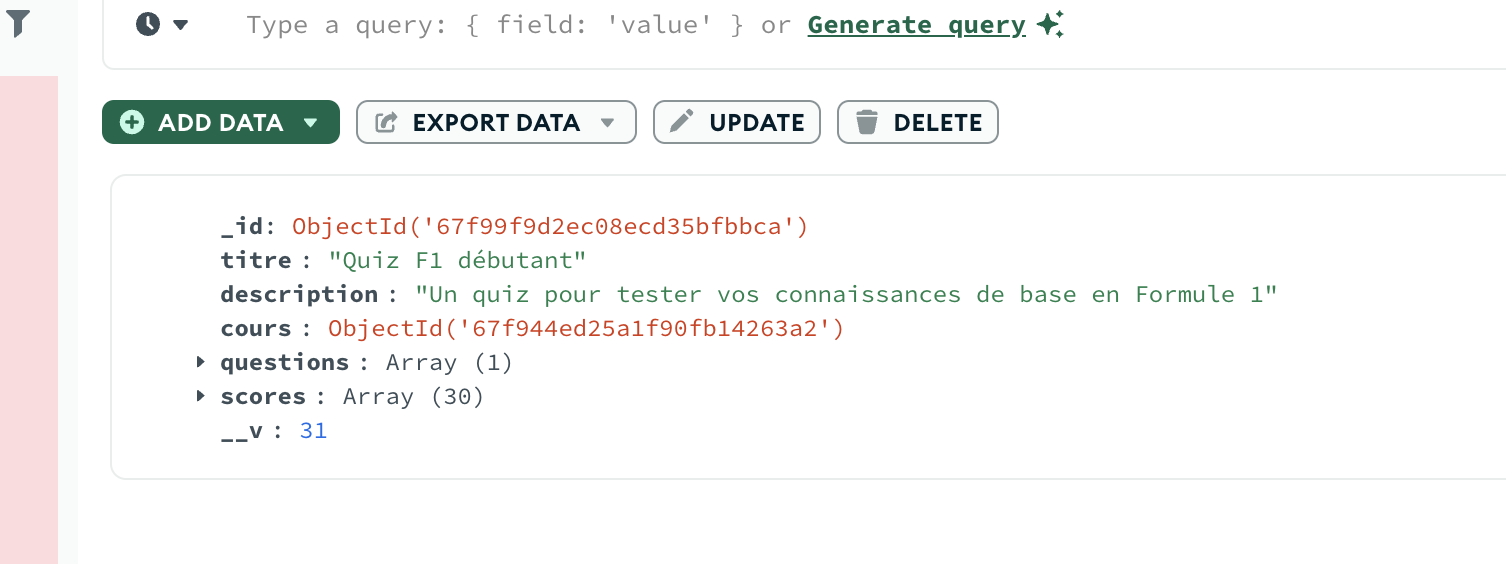 Type a query: { field: 'value' } or Generate query
ADD DATA EXPORT DATA UPDATE DELETE
_id: ObjectId('67f99f9d2ec08ecd35bfbbca')
titre : "Quiz F1 débutant"
description : "Un quiz pour tester vos connaissances de base en Formule 1"
cours : ObjectId('67f944ed25a1f90fb14263a2')
questions : Array (1)
scores : Array (30)
__v : 31